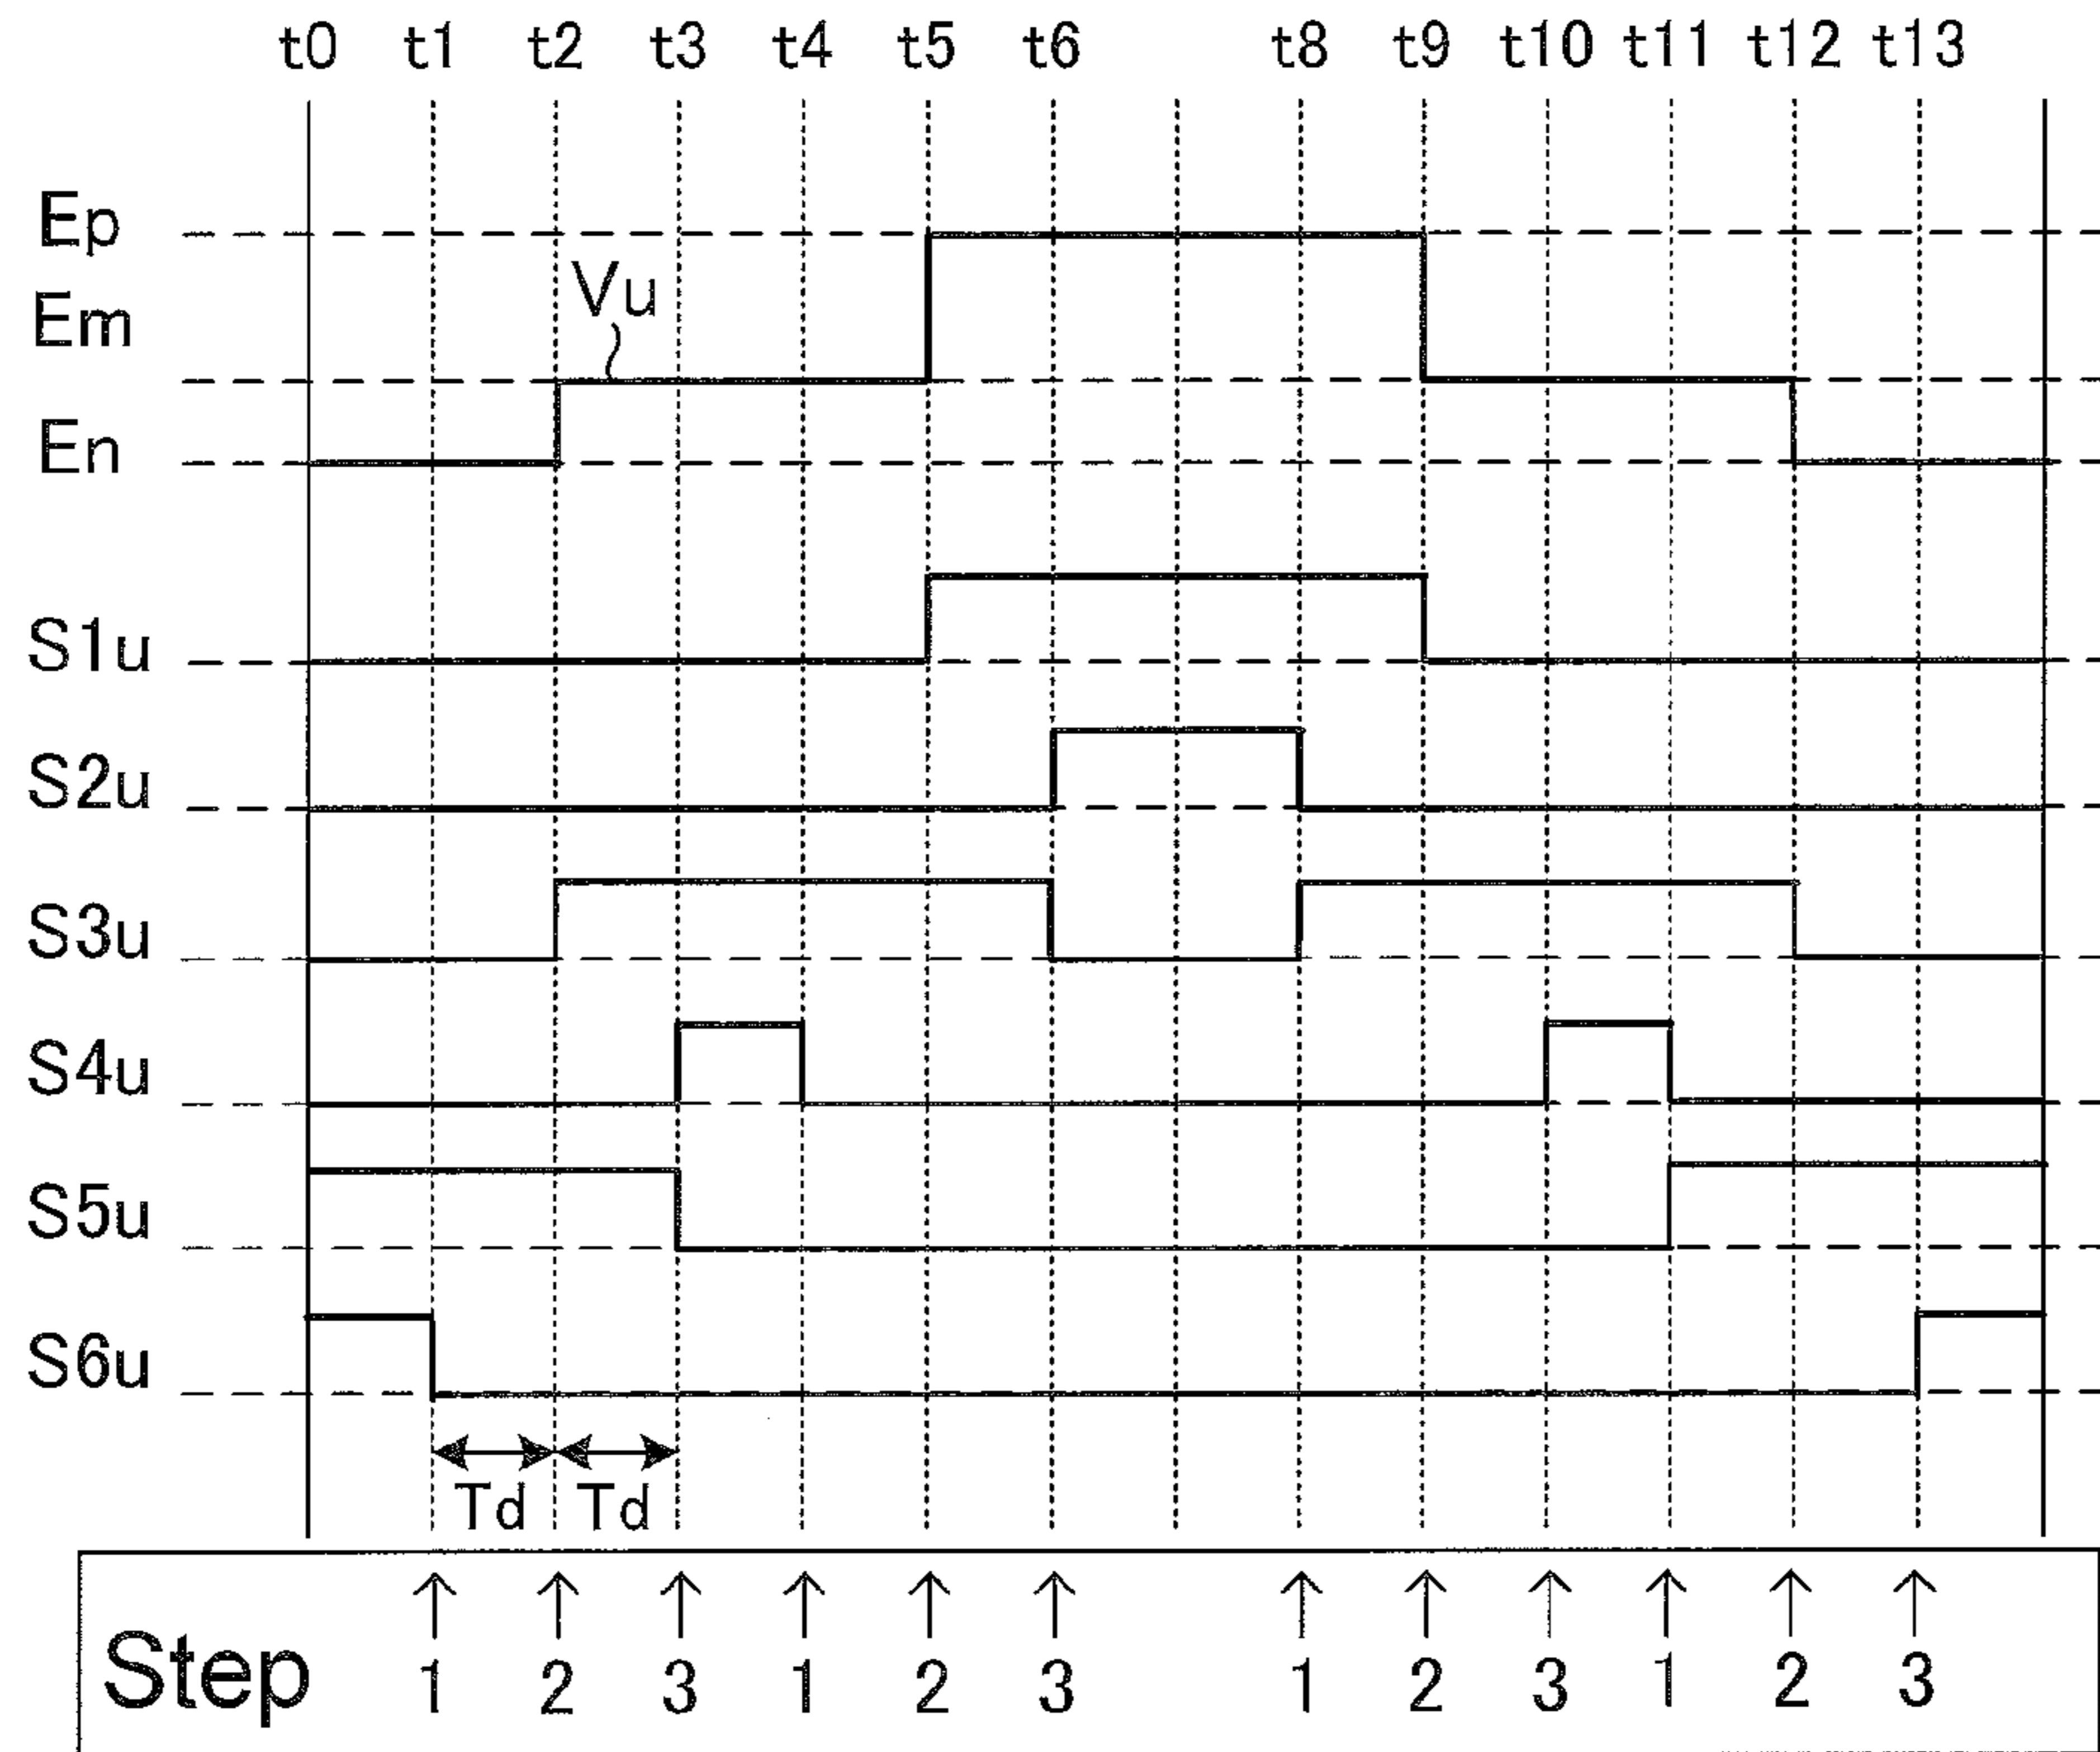 t0 t1 t2 t3 t4 t5 t6 t8 t9 t10 t11 t12 t13
Ep
Vu
Em
En
S1u
S2u
S3u
S4u
S5u
S6u
Td Td
Step 1 2 3 1 2 3 1 2 3 1 2 3